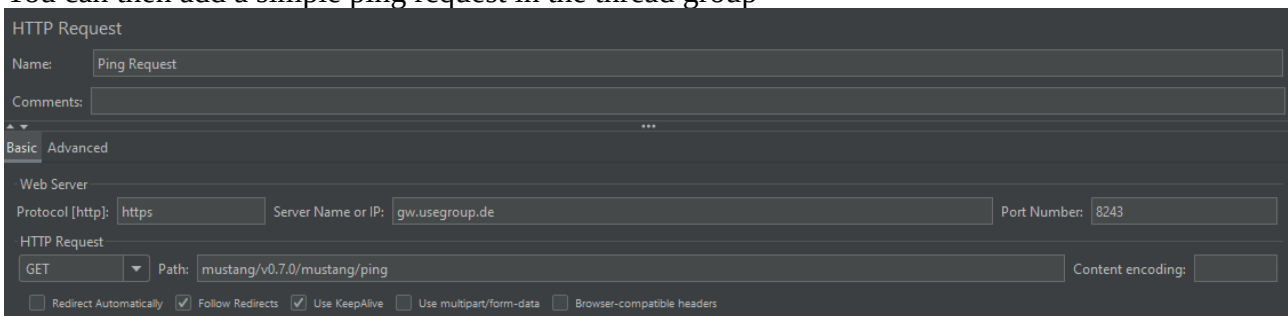 You can then add a simple ping request in the thread group
HTTP Request
Name: Ping Request
Comments:
Basic Advanced
Web Server
Protocol [http]: https Server Name or IP: gw.usegroup.de Port Number: 8243
HTTP Request
GET Path: mustang/v0.7.0/mustang/ping Content encoding:
Redirect Automatically Follow Redirects Use KeepAlive Use multipart/form-data Browser-compatible headers